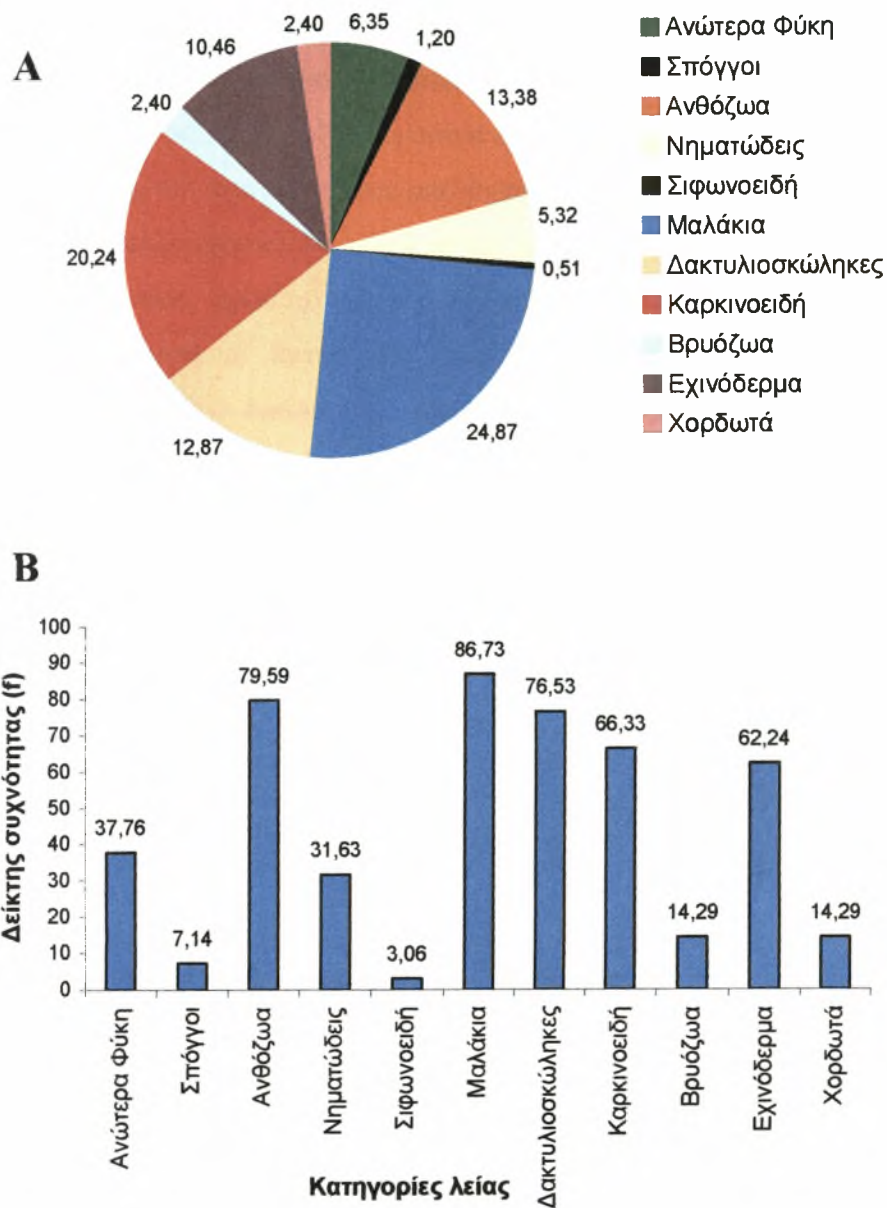 A
2,40
6,35
1,20
10,46
13,38
2,40
5,32
0,51
20,24
24,87
12,87
Ανώτερα Φύκη
Σπόγγοι
Ανθόζωα
Νηματώδεις
Σιφωνοειδή
Μαλάκια
Δακτυλιοσκώληκες
Καρκινοειδή
Βρυόζωα
Εχινόδερμα
Χορδωτά
B
Δείκτης συχνότητας (f)
100
90
80
70
60
50
40
30
20
10
0
37,76
7,14
79,59
31,63
3,06
86,73
76,53
66,33
14,29
62,24
14,29
Ανώτερα Φύκη
Σπόγγοι
Ανθόζωα
Νηματώδεις
Σιφωνοειδή
Μαλάκια
Δακτυλιοσκώληκες
Καρκινοειδή
Βρυόζωα
Εχινόδερμα
Χορδωτά
Κατηγορίες λείας